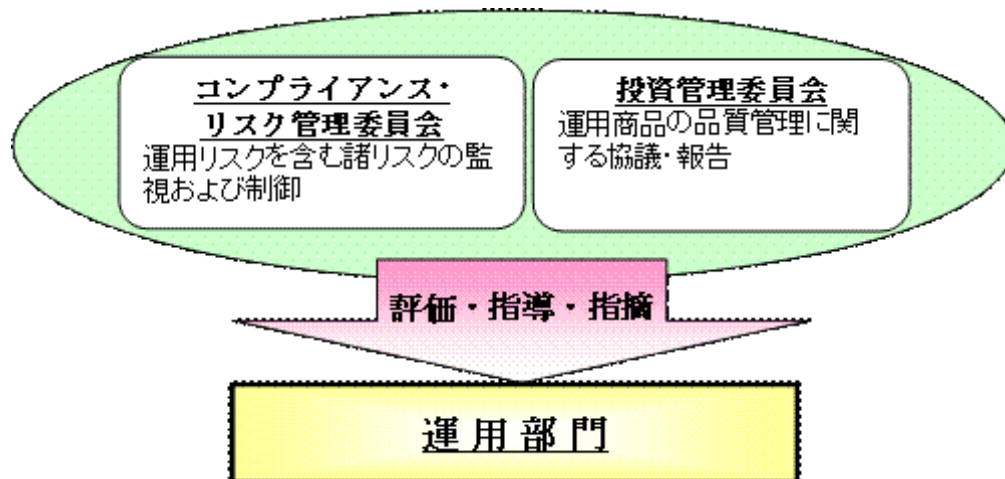 コンプライアンス・
リスク管理委員会
運用リスクを含む諸リスクの監
視および制御
投資管理委員会
運用商品の品質管理に関
する協議・報告
評価・指導・指摘
運用部門